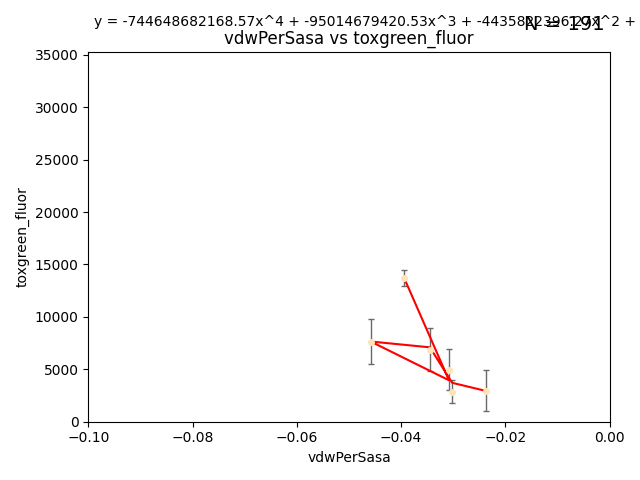 y = -744648682168.57x^4 + -95014679420.53x^3 + x^2 +
N = 191
vdwPerSasa vs toxgreen_fluor
35000
30000
25000
20000
15000
10000
5000
0
toxgreen_fluor
−0.10
−0.08
−0.06
−0.04
−0.02
0.00
vdwPerSasa